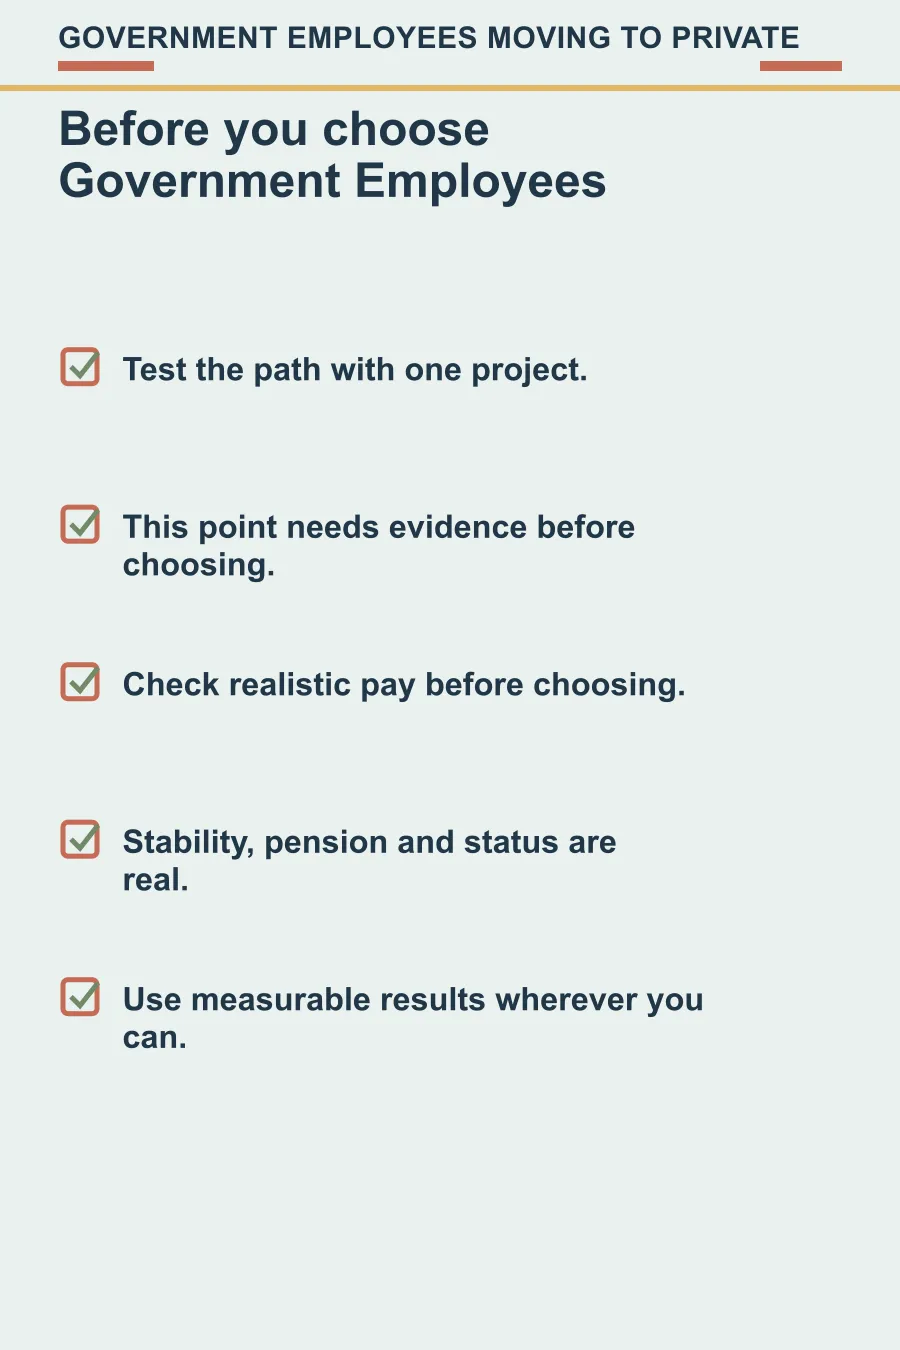 GOVERNMENT EMPLOYEES MOVING TO PRIVATE
Before you choose
Government Employees
Test the path with one project.
This point needs evidence before
choosing.
Check realistic pay before choosing.
Stability, pension and status are
real.
Use measurable results wherever you
can.